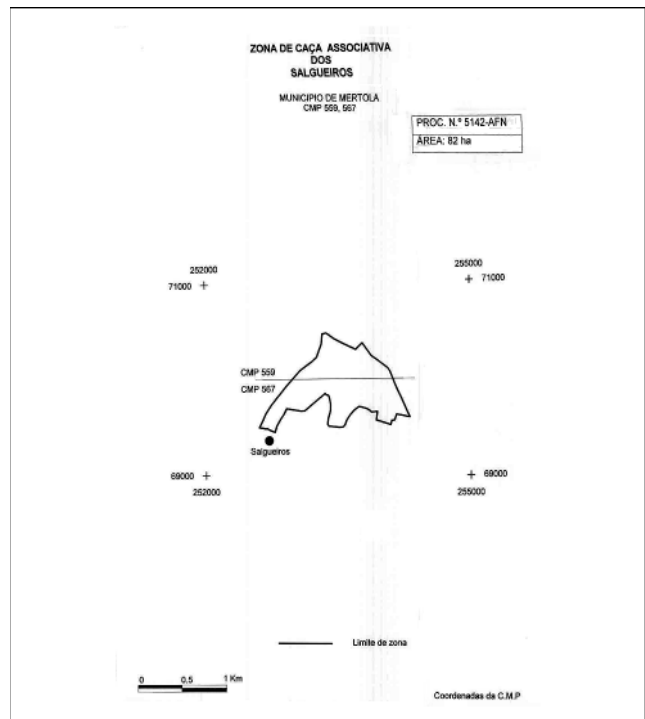 ZONA DE CAÇA ASSOCIATIVA
DOS
SALGUEIROS
MUNICIPIO DE MERTOLA
CMP 559, 567
PROC. N.º 5142-AFN
ÁREA: 82 ha
252000
71000
255000
71000
CMP 559
CMP 567
Salgueiros
69000
252000
69000
255000
Limite de zona
0 0.5 1 Km
Coordenadas da C.M.P